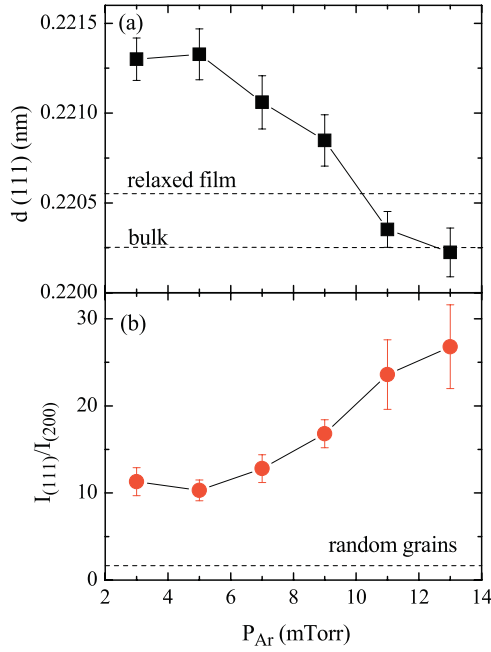 0.2215
(a)
0.2210
d (111) (nm)
relaxed film
0.2205
bulk
0.2200
(b)
30
20
I(111)/I(200)
10
random grains
0
2 4 6 8 10 12 14
P_Ar (mTorr)